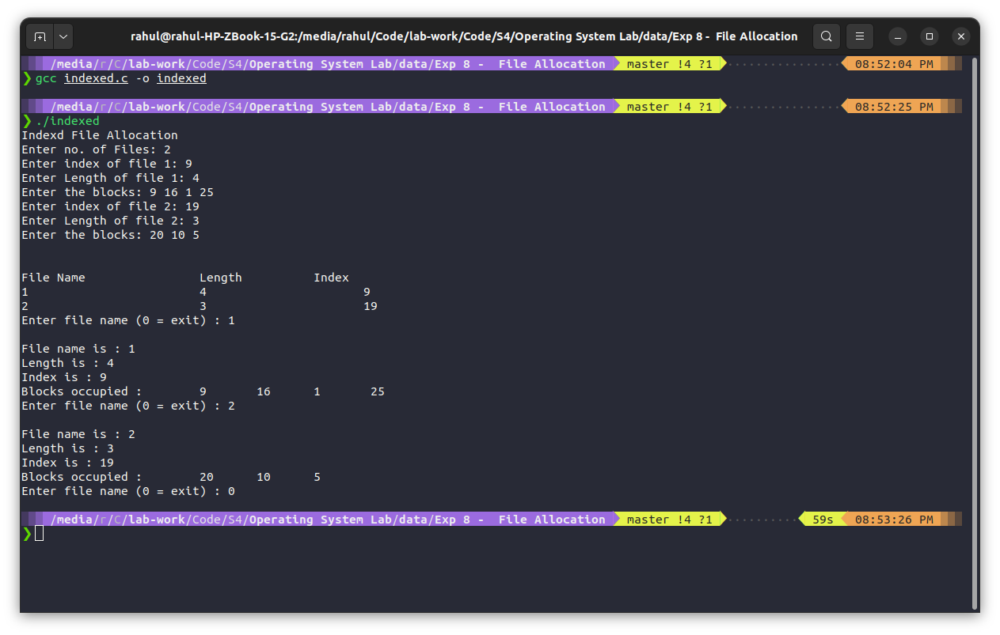 rahul@rahul-HP-ZBook-15-G2:/media/rahul/Code/lab-work/Code/S4/Operating System Lab/data/Exp 8 -  File Allocation
/media/r/C/lab-work/Code/S4/Operating System Lab/data/Exp 8 -  File Allocation  master !4 ?1  08:52:04 PM
❯ gcc indexed.c -o indexed
/media/r/C/lab-work/Code/S4/Operating System Lab/data/Exp 8 -  File Allocation  master !4 ?1  08:52:25 PM
❯ ./indexed
Indexd File Allocation
Enter no. of Files: 2
Enter index of file 1: 9
Enter Length of file 1: 4
Enter the blocks: 9 16 1 25
Enter index of file 2: 19
Enter Length of file 2: 3
Enter the blocks: 20 10 5
File Name                Length          Index
1                        4                      9
2                        3                      19
Enter file name (0 = exit) : 1
File name is : 1
Length is : 4
Index is : 9
Blocks occupied :        9       16      1       25
Enter file name (0 = exit) : 2
File name is : 2
Length is : 3
Index is : 19
Blocks occupied :        20      10      5
Enter file name (0 = exit) : 0
/media/r/C/lab-work/Code/S4/Operating System Lab/data/Exp 8 -  File Allocation  master !4 ?1  59s  08:53:26 PM
❯